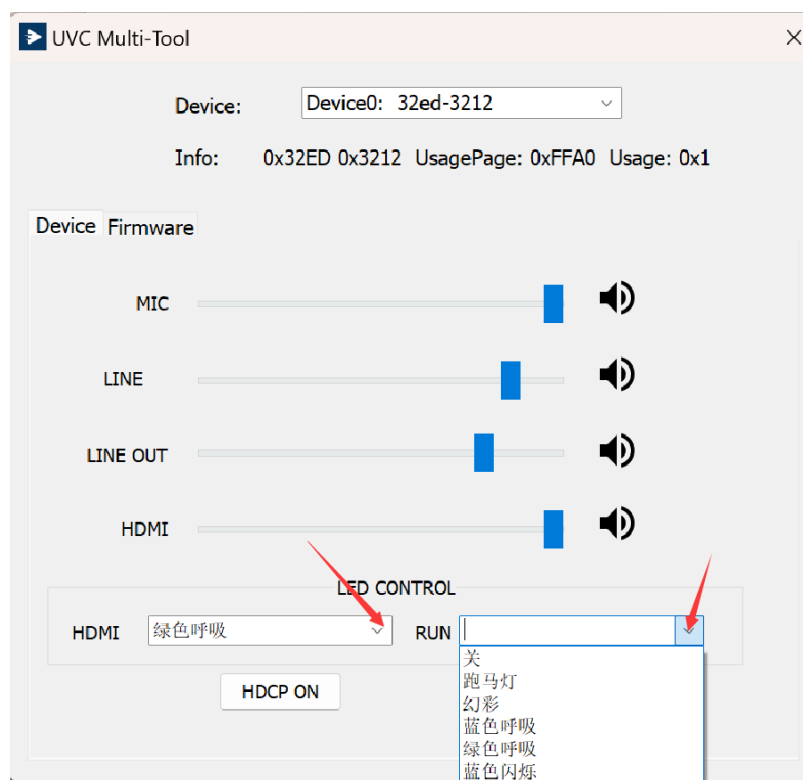 UVC Multi-Tool
Device: Device0: 32ed-3212
Info: 0x32ED 0x3212 UsagePage: 0xFFA0 Usage: 0x1
Device Firmware
MIC
LINE
LINE OUT
HDMI
LED CONTROL
HDMI 绿色呼吸 RUN
关
跑马灯
幻彩
蓝色呼吸
绿色呼吸
蓝色闪烁
HDCP ON